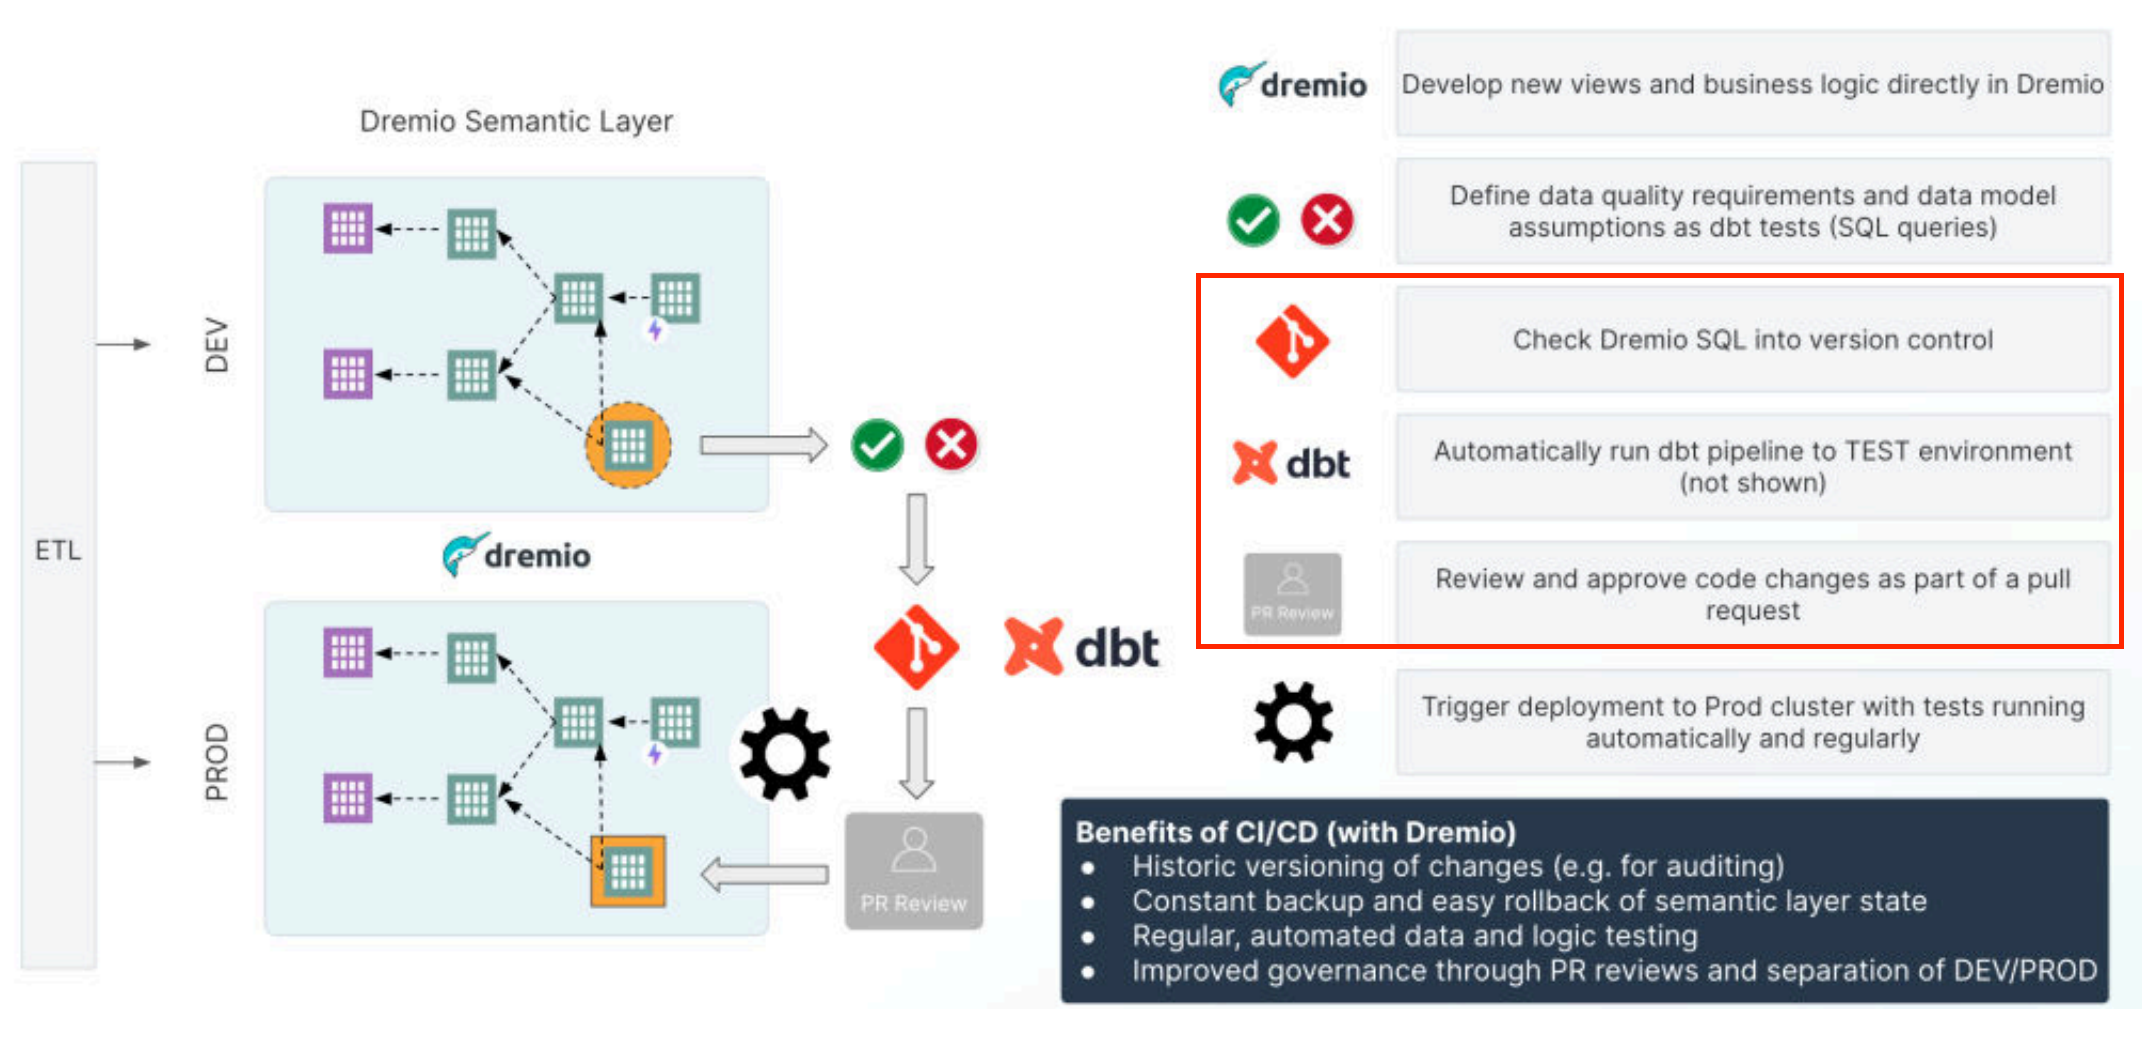 Dremio Semantic Layer
ETL
DEV
dremio
PROD
dbt
PR Review
dremio
Develop new views and business logic directly in Dremio
Define data quality requirements and data model
assumptions as dbt tests (SQL queries)
Check Dremio SQL into version control
dbt
Automatically run dbt pipeline to TEST environment
(not shown)
PR Review
Review and approve code changes as part of a pull
request
Trigger deployment to Prod cluster with tests running
automatically and regularly
Benefits of CI/CD (with Dremio)
● Historic versioning of changes (e.g. for auditing)
● Constant backup and easy rollback of semantic layer state
● Regular, automated data and logic testing
● Improved governance through PR reviews and separation of DEV/PROD